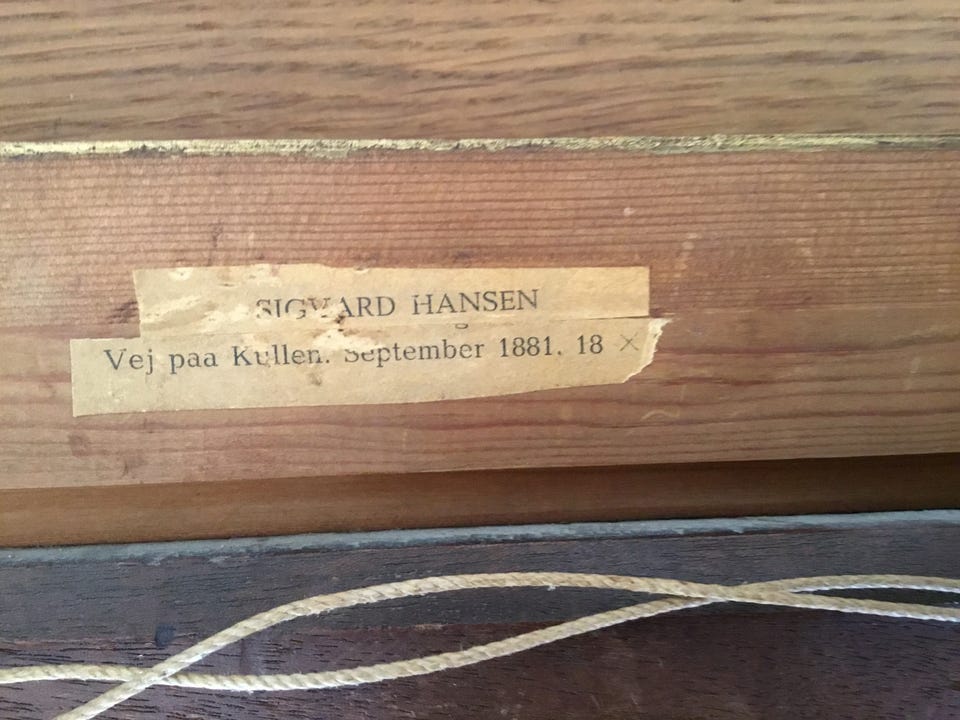 SIGVARD HANSEN
Vej paa Kullen. September 1881. 18 ×